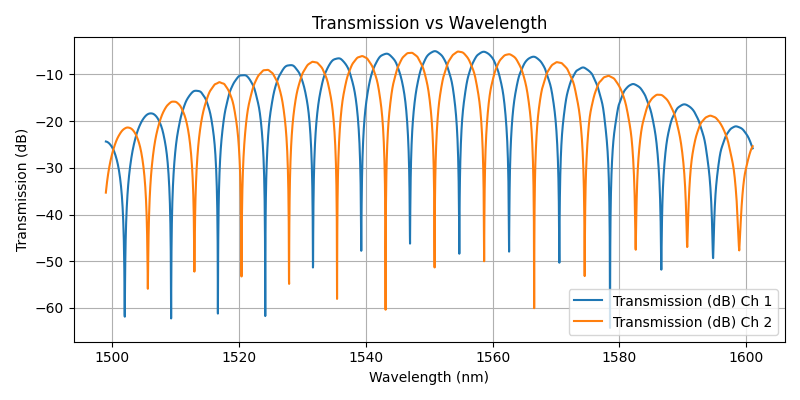 Transmission vs Wavelength
Transmission (dB)
−10
−20
−30
−40
−50
−60
1500
1520
1540
1560
1580
1600
Wavelength (nm)
Transmission (dB) Ch 1
Transmission (dB) Ch 2